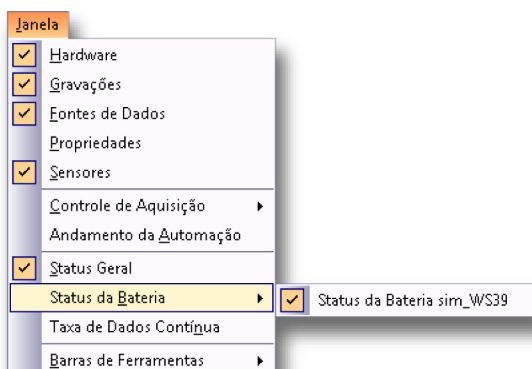 Janela
Hardware
Gravações
Fontes de Dados
Propriedades
Sensores
Controle de Aquisição
Andamento da Automação
Status Geral
Status da Bateria
Status da Bateria sim_WS39
Taxa de Dados Contínua
Barras de Ferramentas